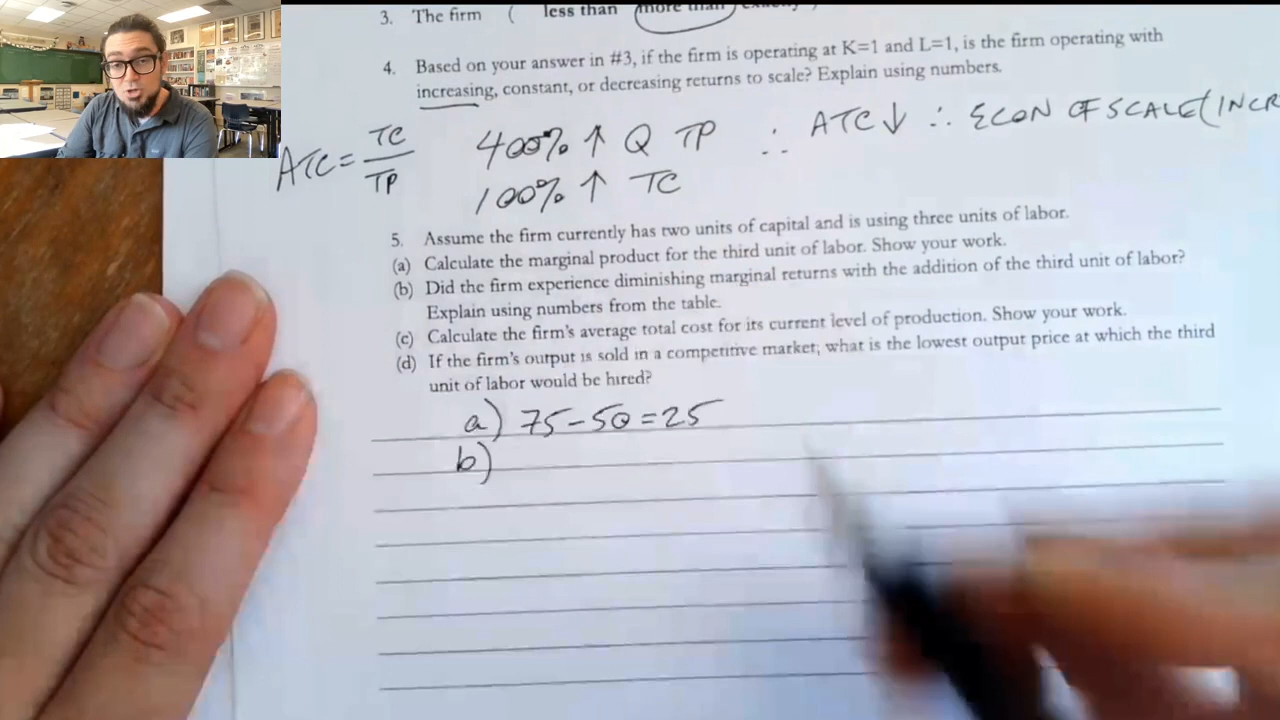 3. The firm ( less than more than
4. Based on your answer in #3, if the firm is operating at K=1 and L=1, is the firm operating with
increasing, constant, or decreasing returns to scale? Explain using numbers.
ATC = TC / TP
400% ↑ Q TP ∴ ATC ↓ ∴ ECON OF SCALE (INCR
100% ↑ TC
5. Assume the firm currently has two units of capital and is using three units of labor.
(a) Calculate the marginal product for the third unit of labor. Show your work.
(b) Did the firm experience diminishing marginal returns with the addition of the third unit of labor?
Explain using numbers from the table.
(c) Calculate the firm's average total cost for its current level of production. Show your work.
(d) If the firm's output is sold in a competitive market, what is the lowest output price at which the third
unit of labor would be hired?
a) 75-50=25
b)